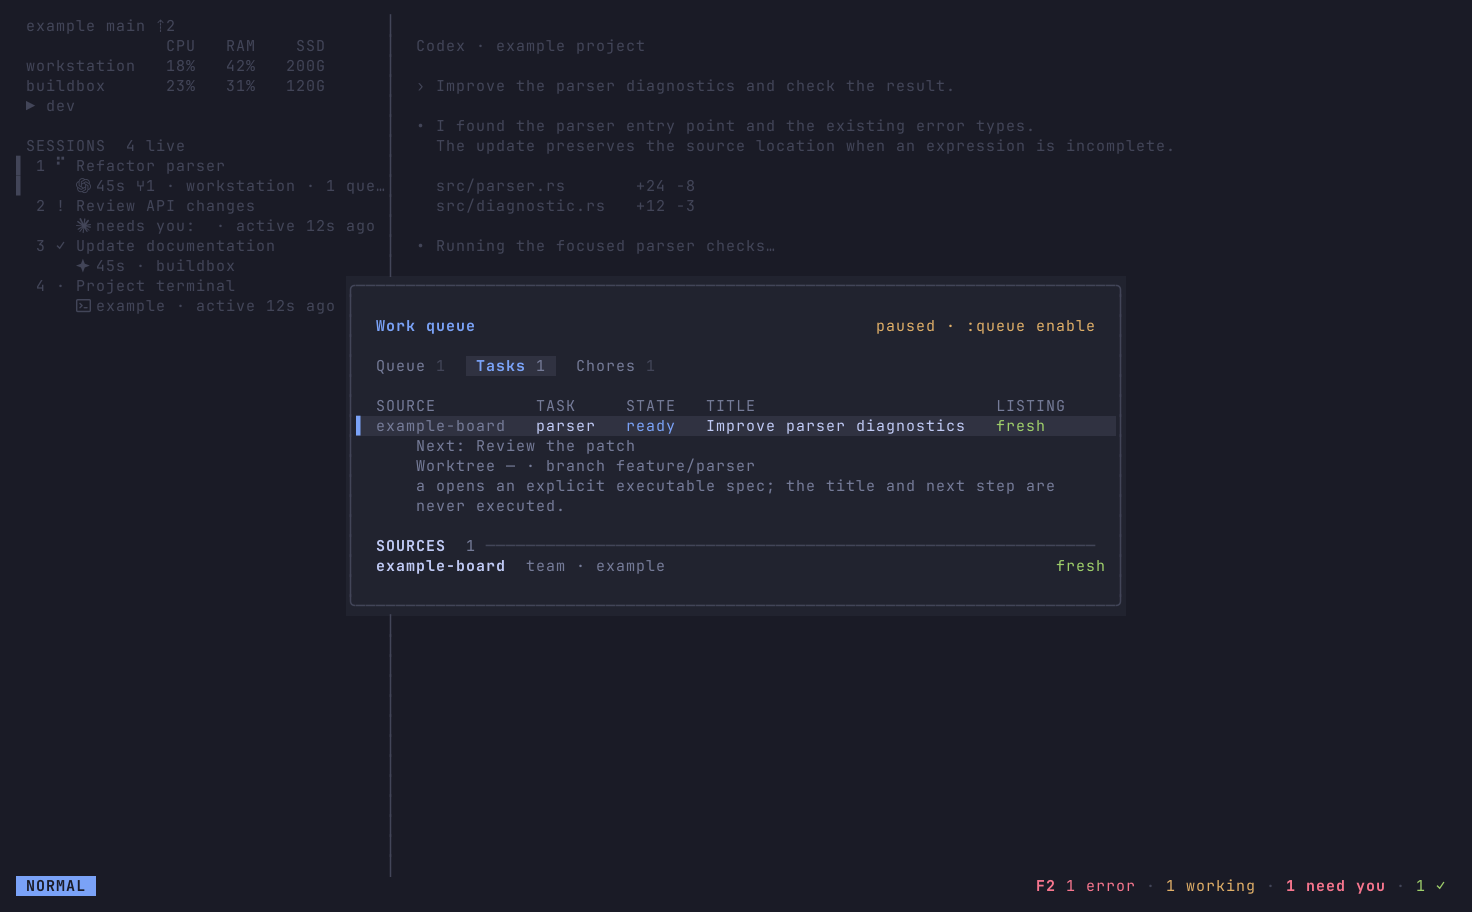 example main ↑2
CPU RAM SSD
workstation 18% 42% 200G
buildbox 23% 31% 120G
▶ dev
SESSIONS 4 live
1 Refactor parser
45s 1 · workstation · 1 que…
2 ! Review API changes
needs you: · active 12s ago
3 ✓ Update documentation
45s · buildbox
4 · Project terminal
example · active 12s ago
Codex · example project
› Improve the parser diagnostics and check the result.
• I found the parser entry point and the existing error types.
The update preserves the source location when an expression is incomplete.
src/parser.rs +24 -8
src/diagnostic.rs +12 -3
• Running the focused parser checks…
Work queue paused · :queue enable
Queue 1 Tasks 1 Chores 1
SOURCE TASK STATE TITLE LISTING
example-board parser ready Improve parser diagnostics fresh
Next: Review the patch
Worktree — · branch feature/parser
a opens an explicit executable spec; the title and next step are
never executed.
SOURCES 1
example-board team · example fresh
NORMAL F2 1 error · 1 working · 1 need you · 1 ✓